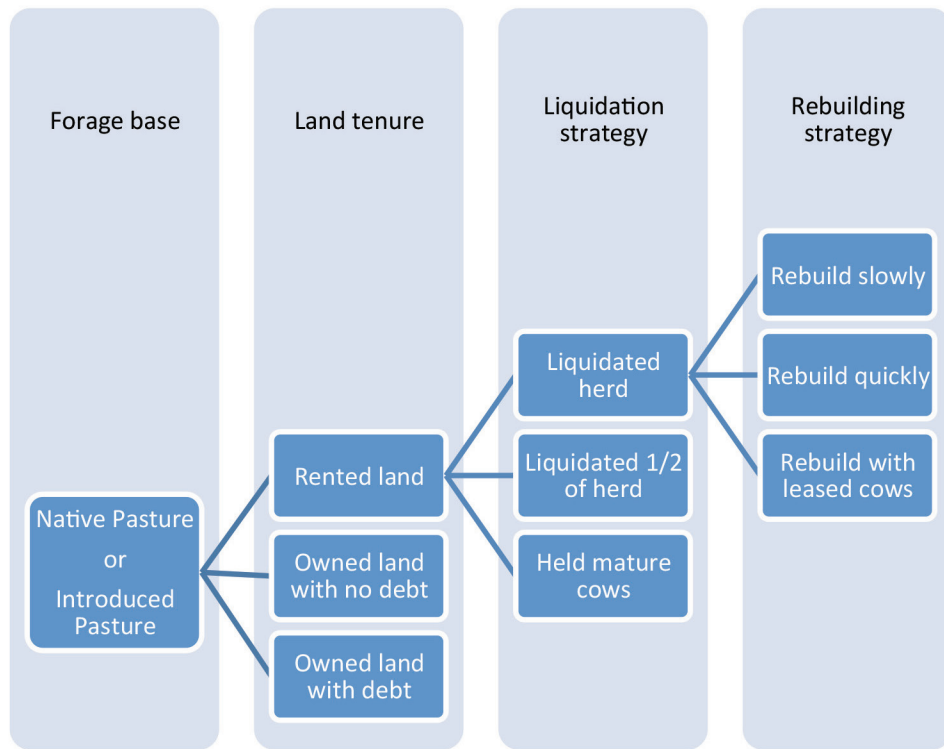 Forage base
Land tenure
Liquidation
strategy
Rebuilding
strategy
Native Pasture
or
Introduced
Pasture
Rented land
Owned land
with no debt
Owned land
with debt
Liquidated
herd
Liquidated 1/2
of herd
Held mature
cows
Rebuild slowly
Rebuild quickly
Rebuild with
leased cows